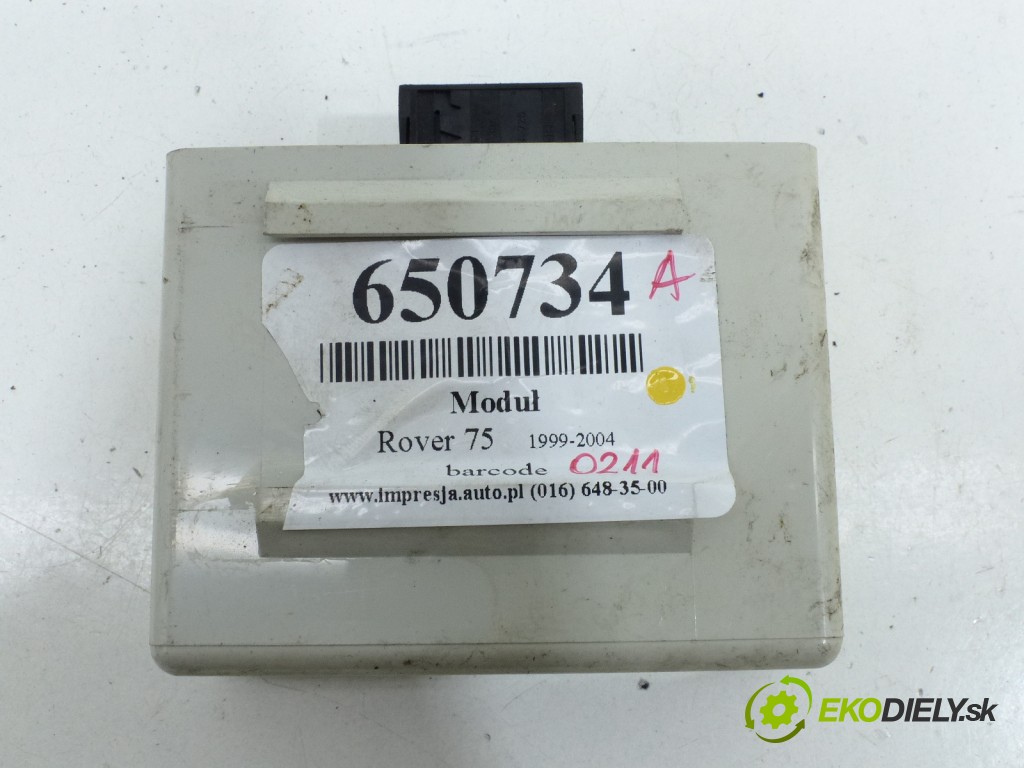 650734 A
Moduł
Rover 75 1999-2004
barcode 0211
www.impresja.auto.pl (016) 648-35-00
EKODIELY.sk